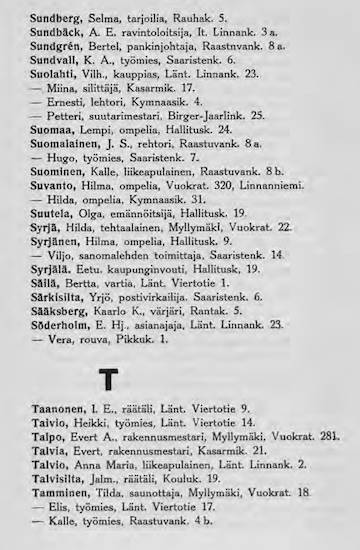 Sundberg, Selma, tarjoilia, Rauhak. 5.
Sundbäck, A. E. ravintoloitsija, It. Linnank. 3 a.
Sundgrén, Bertel, pankinjohtaja, Raastnvank. 8 a.
Sundvall, K. A., työmies, Saaristenk. 6.
Suolahti, Vilh., kauppias, Länt. Linnank. 23.
— Miina, silittäjä, Kasarmik. 17.
— Ernesti, lehtori, Kymnaasik. 4.
— Petteri, suutarimestari, Birger-Jaarlink. 25.
Suomaa, Lempi, ompelia, Hallitusk. 24.
Suomalainen, J. S., rehtori, Raastuvank. 8 a.
— Hugo, työmies, Saaristenk. 7.
Suominen, Kalle, liikeapulainen, Raastuvank. 8 b.
Suvanto, Hilma, ompelia, Vuokrat. 320, Linnanniemi.
— Hilda, ompelia, Kymnaasik. 31.
Suutela, Olga, emännöitsijä, Hallitusk. 19.
Syrjä, Hilda, tehtaalainen, Myllymäki, Vuokrat. 22.
Syrjänen, Hilma, ompelia, Hallitusk. 9.
— Viljo, sanomalehden toimittaja, Saaristenk. 14.
Syrjälä. Eetu, kaupunginvouti, Hallitusk. 19.
Säilä, Bertta, vartia, Länt. Viertotie 1.
Särkisilta, Yrjö, postivirkailija. Saaristenk. 6.
Sääksberg, Kaarlo K., värjäri, Rantak. 5.
Söderholm, E. Hj., asianajaja, Länt. Linnank. 23.
— Vera, rouva, Pikkuk. 1.
T
Taanonen, I. E., räätäli, Länt. Viertotie 9.
Taivio, Heikki, työmies, Länt. Viertotie 14.
Talpo, Evert A., rakennusmestari, Myllymäki, Vuokrat. 281.
Talvia, Evert, rakennusmestari, Kasarmik. 21.
Talvio, Anna Maria, liikeapulainen, Länt. Linnank. 2.
Talvisilta, Jalm., räätäli, Kouluk. 19.
Tamminen, Tilda, saunottaja, Myllymäki, Vuokrat. 18.
— Elis, työmies, Länt. Viertotie 17.
— Kalle, työmies, Raastuvank. 4 b.